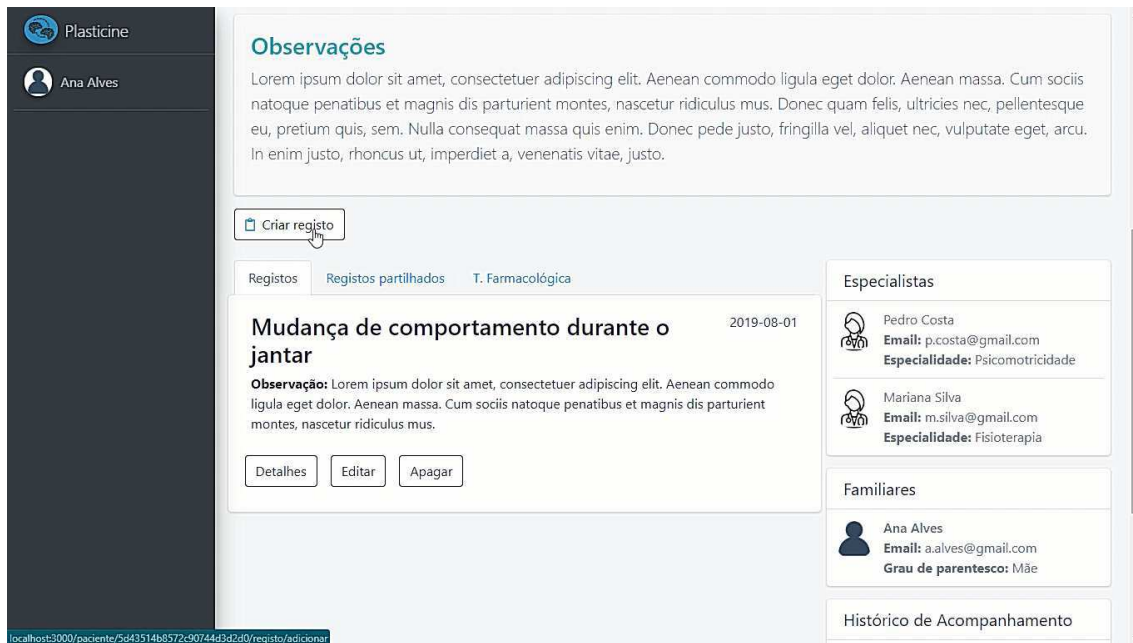 Plasticine
Ana Alves
Observações
Lorem ipsum dolor sit amet, consectetuer adipiscing elit. Aenean commodo ligula eget dolor. Aenean massa. Cum sociis
natoque penatibus et magnis dis parturient montes, nascetur ridiculus mus. Donec quam felis, ultricies nec, pellentesque
eu, pretium quis, sem. Nulla consequat massa quis enim. Donec pede justo, fringilla vel, aliquet nec, vulputate eget, arcu.
In enim justo, rhoncus ut, imperdiet a, venenatis vitae, justo.
Criar registo
Registos Registos partilhados T. Farmacológica
Mudança de comportamento durante o
jantar
2019-08-01
Observação: Lorem ipsum dolor sit amet, consectetuer adipiscing elit. Aenean commodo
ligula eget dolor. Aenean massa. Cum sociis natoque penatibus et magnis dis parturient
montes, nascetur ridiculus mus.
Detalhes Editar Apagar
Especialistas
Pedro Costa
Email: p.costa@gmail.com
Especialidade: Psicomotricidade
Mariana Silva
Email: m.silva@gmail.com
Especialidade: Fisioterapia
Familiares
Ana Alves
Email: a.alves@gmail.com
Grau de parentesco: Mãe
Histórico de Acompanhamento
localhost:3000/paciente/5d43514b8572c90744d3d2d0/registo/adicionar